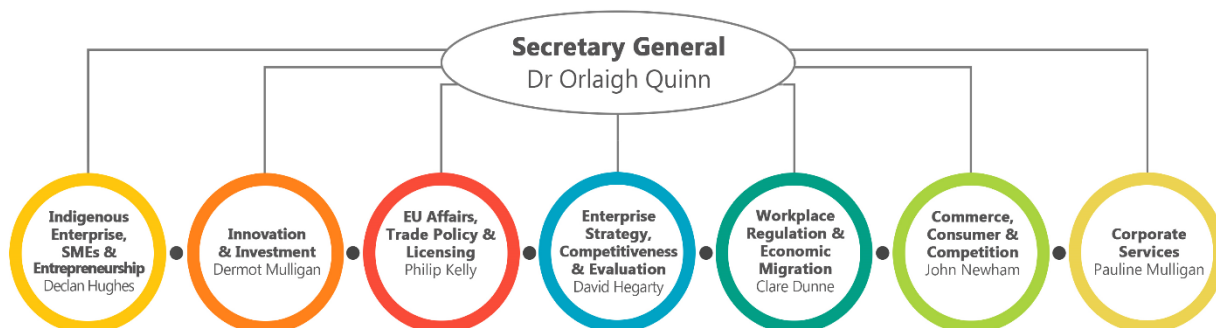 Secretary General
Dr Orlaigh Quinn
Indigenous
Enterprise,
SMEs &
Entrepreneurship
Declan Hughes
Innovation
& Investment
Dermot Mulligan
EU Affairs,
Trade Policy &
Licensing
Philip Kelly
Enterprise
Strategy,
Competitiveness
& Evaluation
David Hegarty
Workplace
Regulation &
Economic
Migration
Clare Dunne
Commerce,
Consumer &
Competition
John Newham
Corporate
Services
Pauline Mulligan